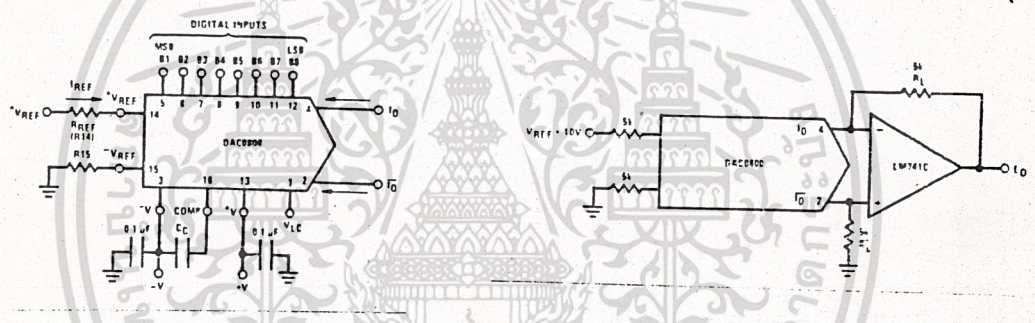 DIGITAL INPUTS
MSB LSB
B1 B2 B3 B4 B5 B6 B7 B8
5 6 7 8 9 10 11 12
IREF
+VREF
+VREF
RREF
(R14)
14
R15
-VREF
15
DAC0808
4
IO
2
IO
3 16 13 1
-V COMP +V
VLC
0.1 µF CC 0.1 µF
-V +V
VREF +10V
5k
5k
DAC0800
IO 4
IO 2
5k
RL
-
+
LM741C
EO